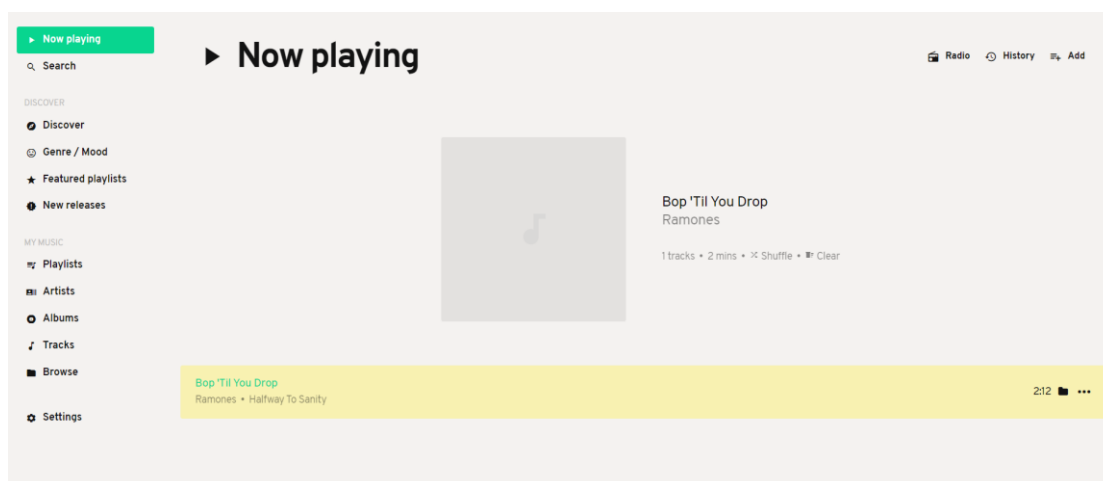 Now playing
Search
DISCOVER
Discover
Genre / Mood
Featured playlists
New releases
MY MUSIC
Playlists
Artists
Albums
Tracks
Browse
Settings
Now playing
Radio History Add
Bop 'Til You Drop
Ramones
1 tracks • 2 mins • Shuffle • Clear
Bop 'Til You Drop
Ramones • Halfway To Sanity
2:12